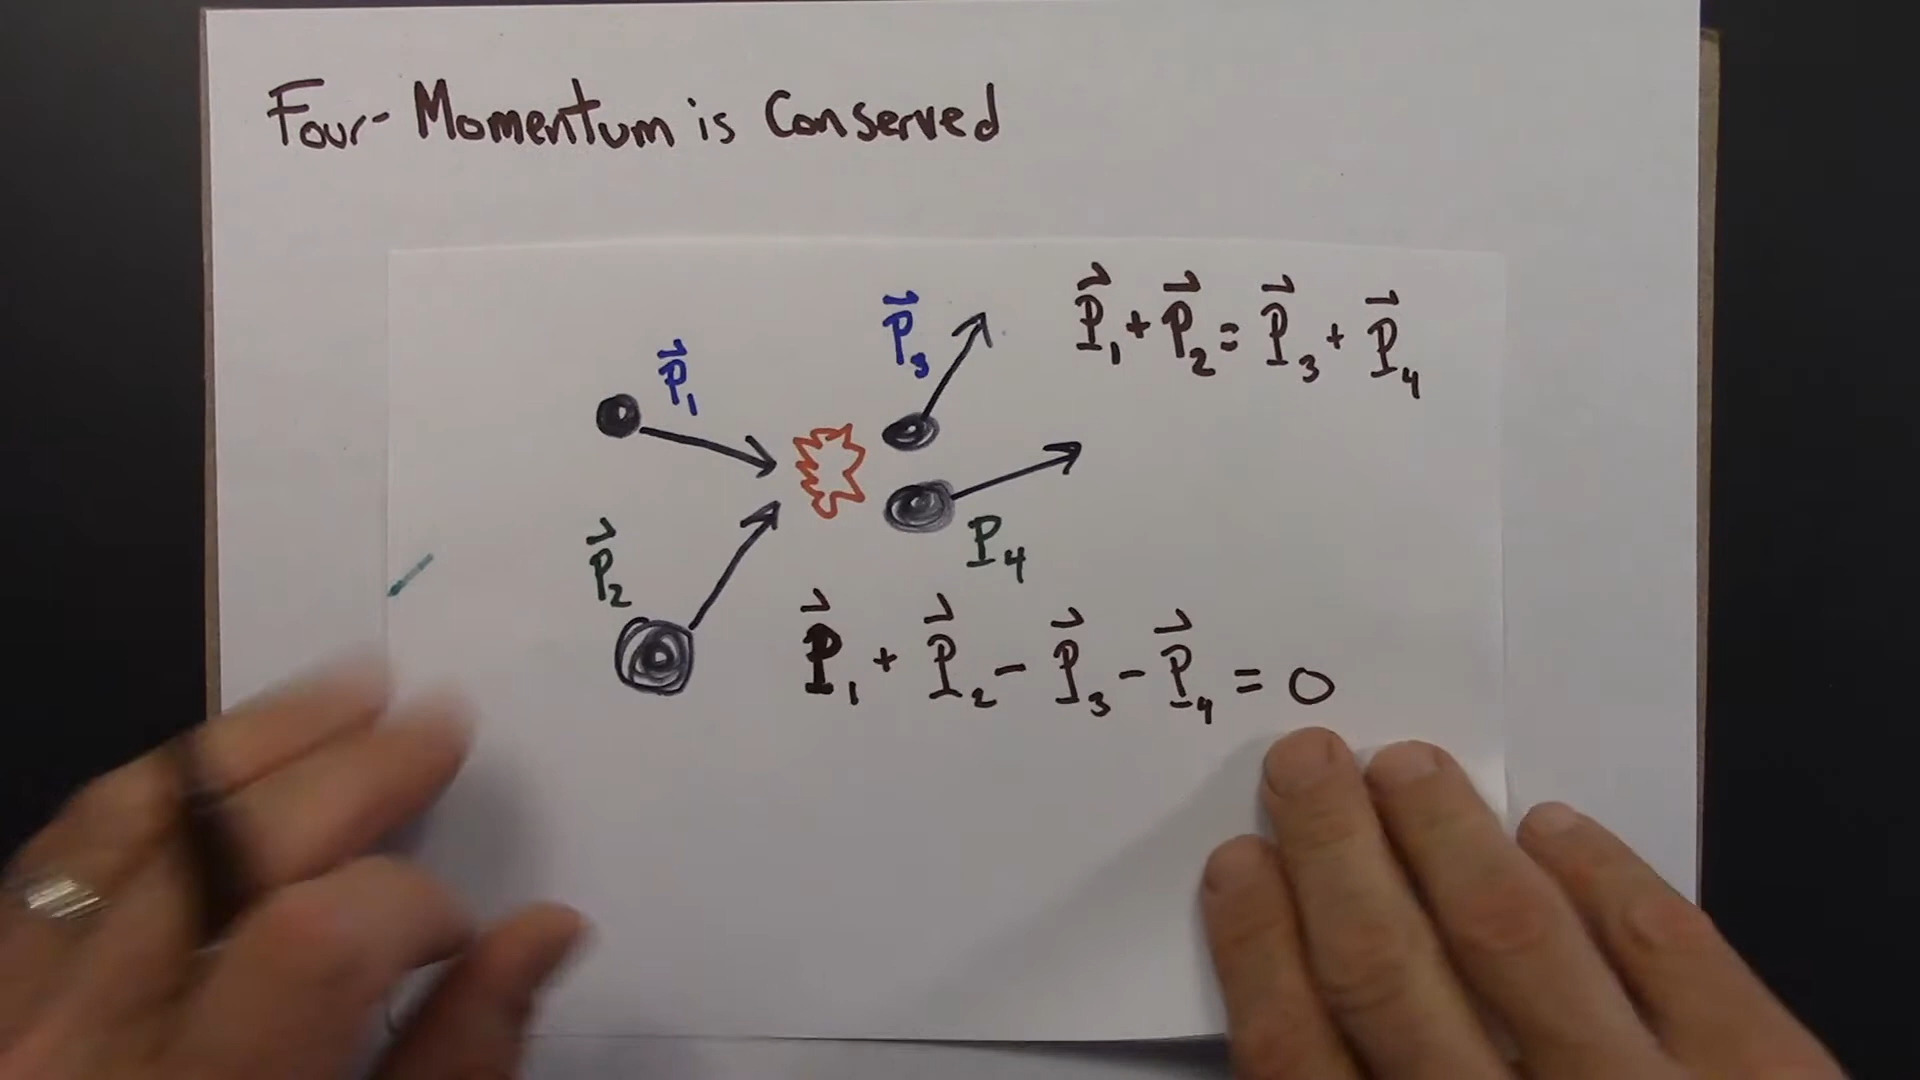 Four-Momentum is Conserved
P⃗₁ + P⃗₂ = P⃗₃ + P⃗₄
P⃗₃
P⃗₁
P⃗₂
P₄
P⃗₁ + P⃗₂ - P⃗₃ - P⃗₄ = 0